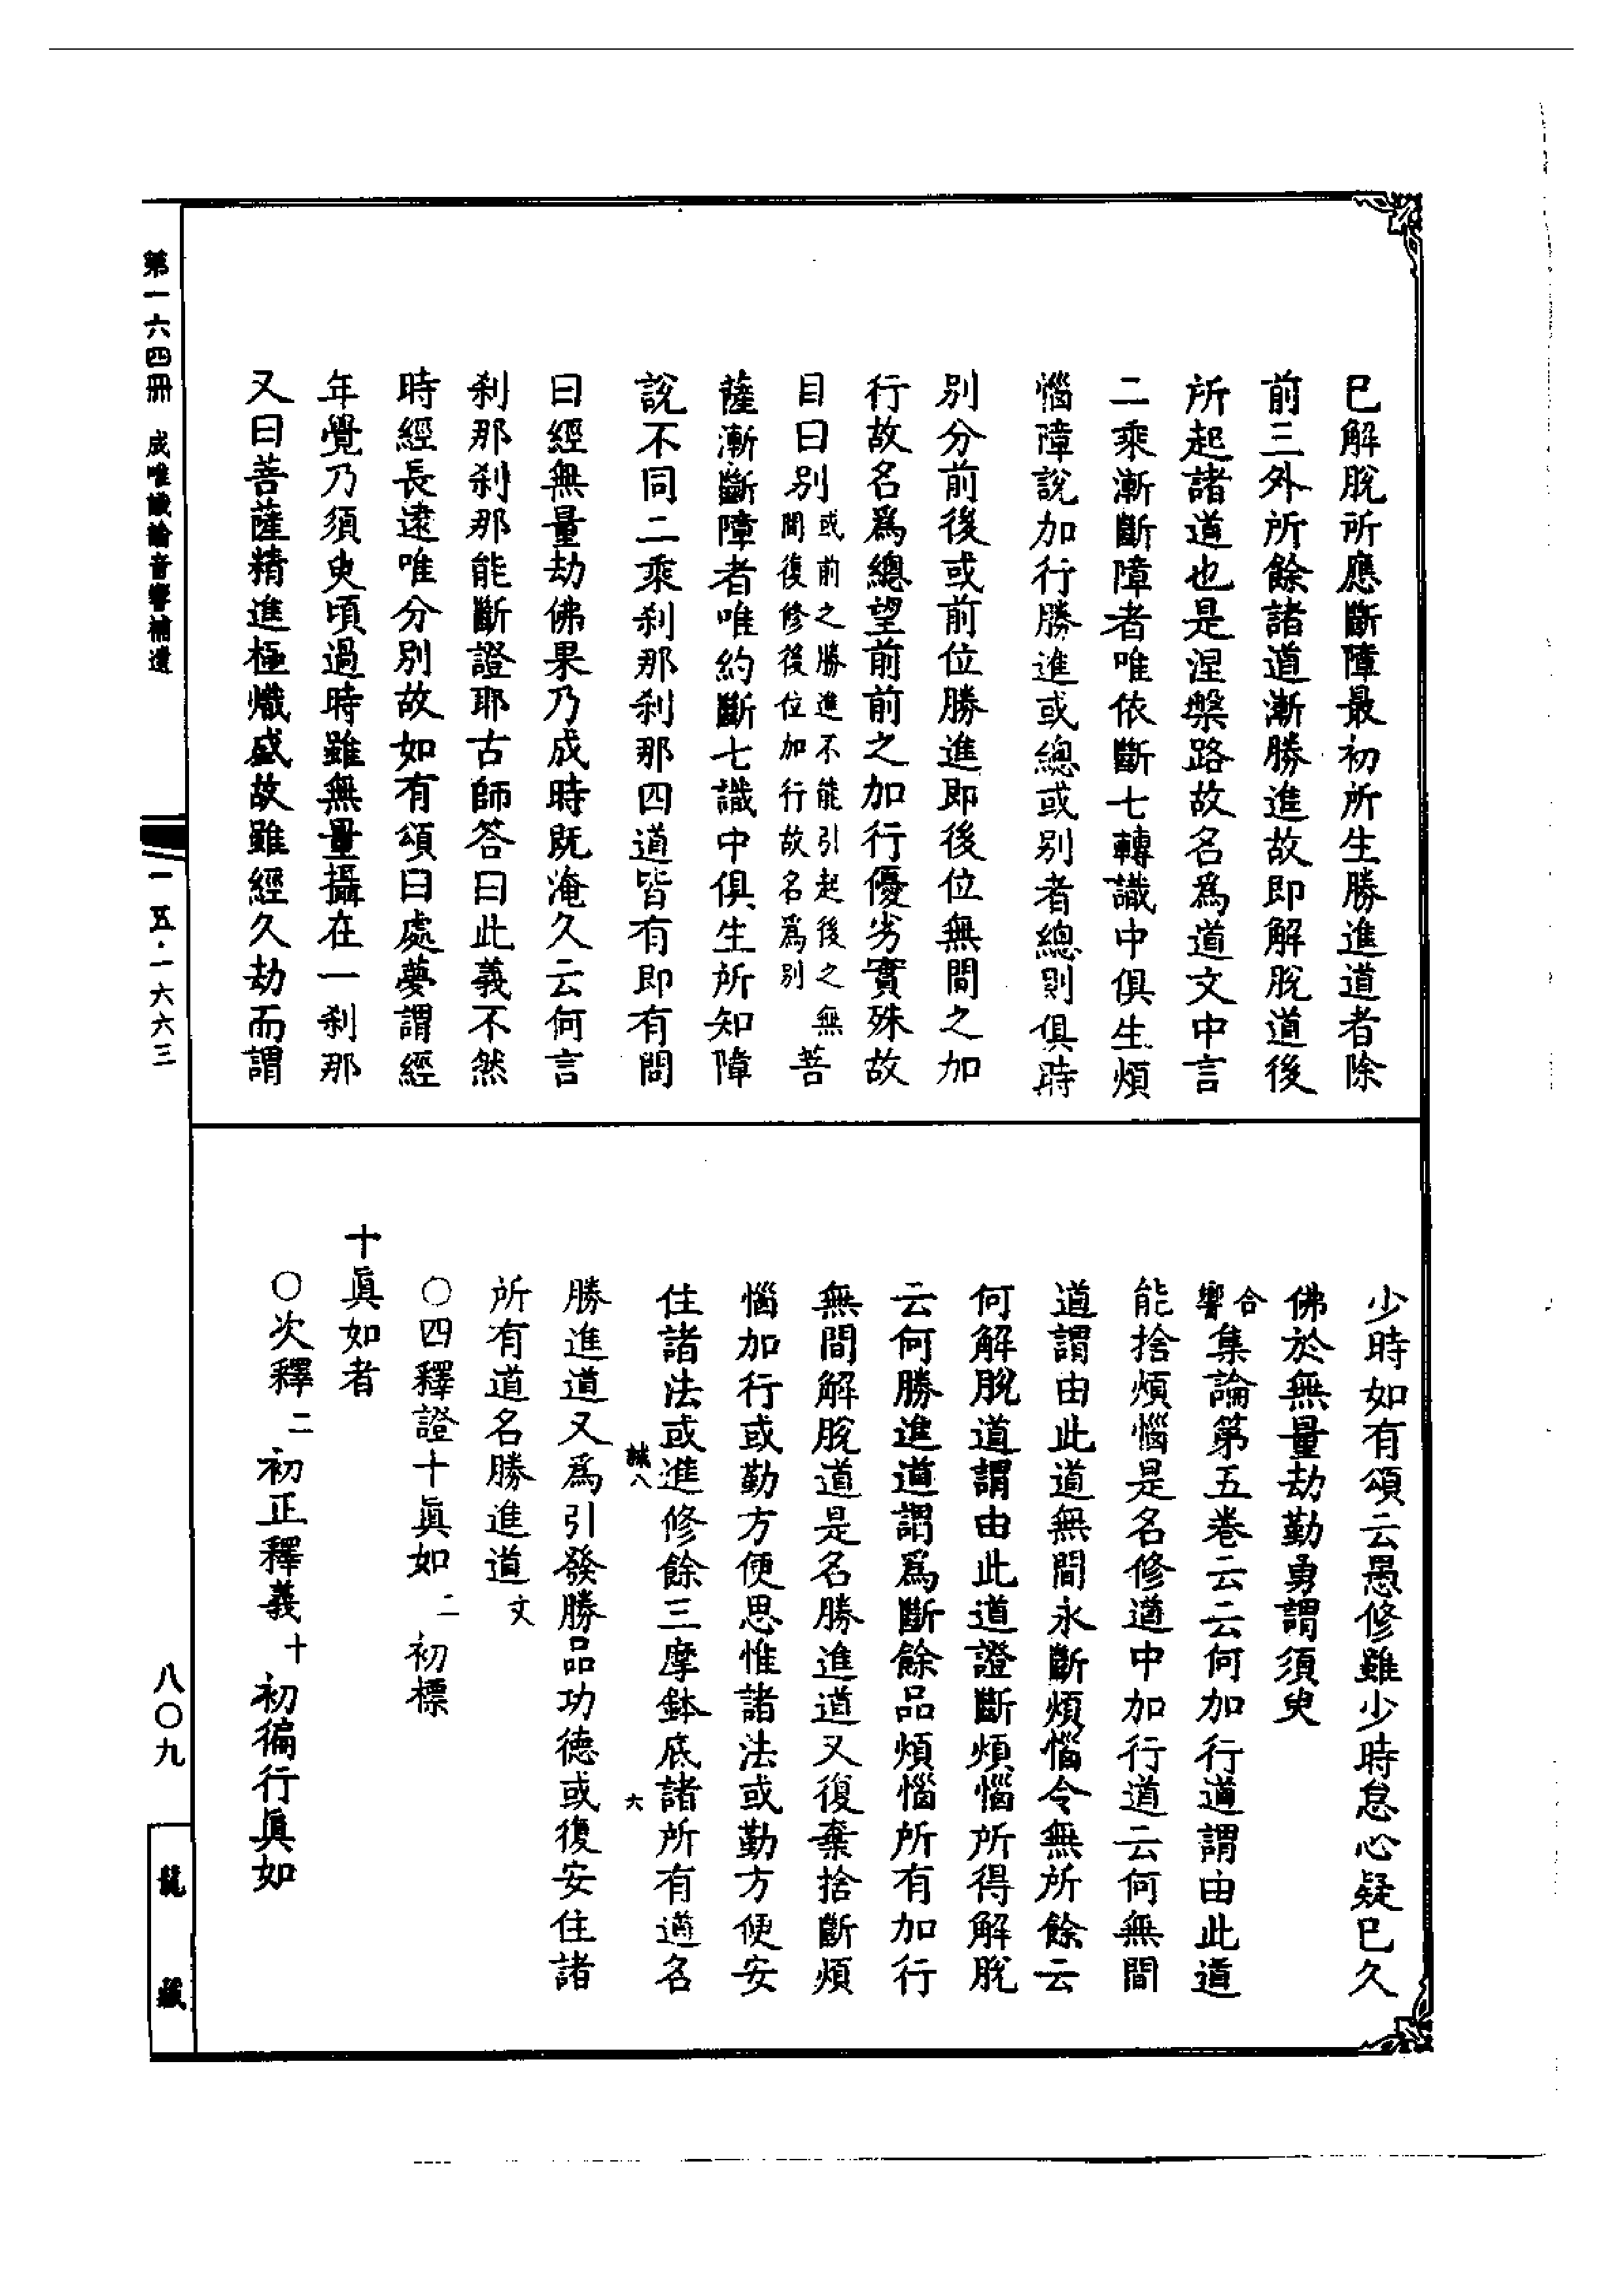 已解脫所應斷障最初所生勝進道者除
前三外所餘諸道漸勝進故即解脫道後
所起諸道也是涅槃路故名爲道文中言
二乘漸斷障者唯依斷七轉識中俱生煩
惱障說加行勝進或總或別者總則俱時
別分前後或前位勝進即後位無間之加
行故名爲總望前前之加行優劣實殊故
目曰別或前之勝進不能引起後之無間復修後位加行故名爲別菩
薩漸斷障者唯約斷七識中俱生所知障
說不同二乘刹那刹那四道皆有即有問
曰經無量劫佛果乃成時既淹久云何言
刹那刹那能斷證耶古師答曰此義不然
時經長逺唯分別故如有頌曰處夢謂經
年覺乃須臾頃過時雖無量攝在一刹那
又曰菩薩精進極熾盛故雖經久劫而謂
少時如有頌云愚修雖少時怠心疑已久
佛於無量劫勤勇謂須臾
合響集論第五卷云云何加行道謂由此道
能捨煩惱是名修道中加行道云何無間
道謂由此道無間永斷煩惱令無所餘云
何解脫道謂由此道證斷煩惱所得解脫
云何勝進道謂爲斷餘品煩惱所有加行
無間解脫道是名勝進道又復棄捨斷煩
惱加行或勤方便思惟諸法或勤方便安
住諸法或進修餘三摩鉢底諸所有道名
誠八 六
勝進道又爲引發勝品功德或復安住諸
所有道名勝進道文
○四釋證十眞如二初標
十眞如者
○次釋二初正釋義十初徧行眞如
第一六四冊 成唯識論音響補遺
一一五·一六六三
八〇九
龍藏